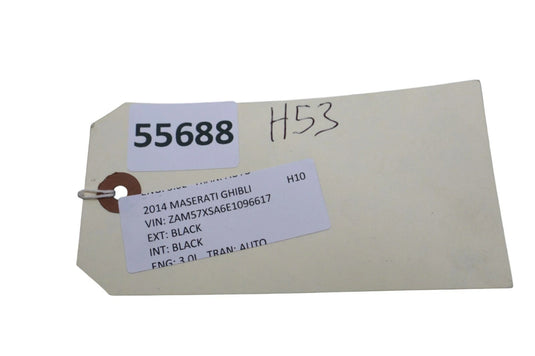 55688
H53
2014 MASERATI GHIBLI H10
VIN: ZAM57XSA6E1096617
EXT: BLACK
INT: BLACK
ENG: 3.0L TRAN: AUTO